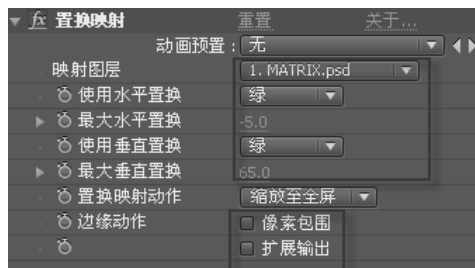 fx 置换映射 重置 关于...
动画预置: 无
映射图层 1. MATRIX.psd
使用水平置换 绿
最大水平置换 -5.0
使用垂直置换 绿
最大垂直置换 65.0
置换映射动作 缩放至全屏
边缘动作 像素包围
扩展输出